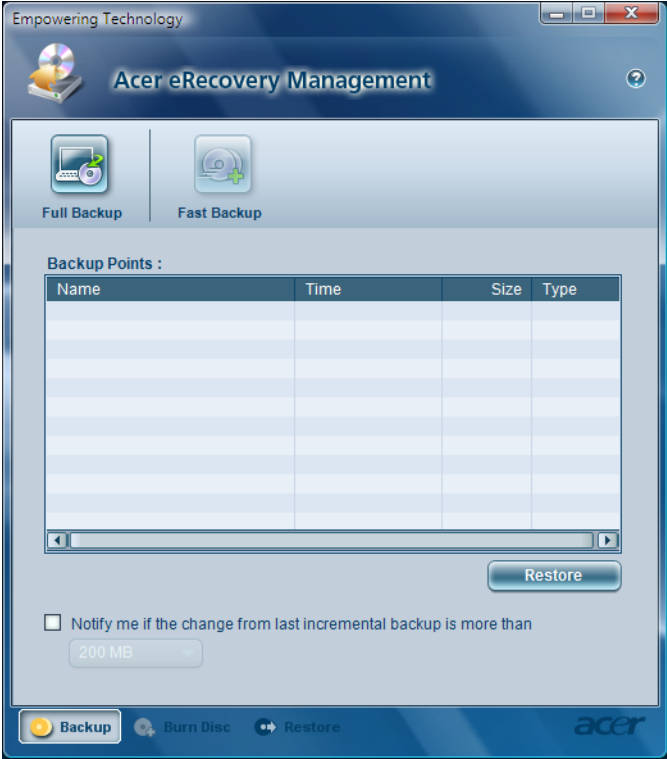 Empowering Technology
Acer eRecovery Management
Full Backup Fast Backup
Backup Points :
Name Time Size Type
Restore
Notify me if the change from last incremental backup is more than
200 MB
Backup Burn Disc Restore acer